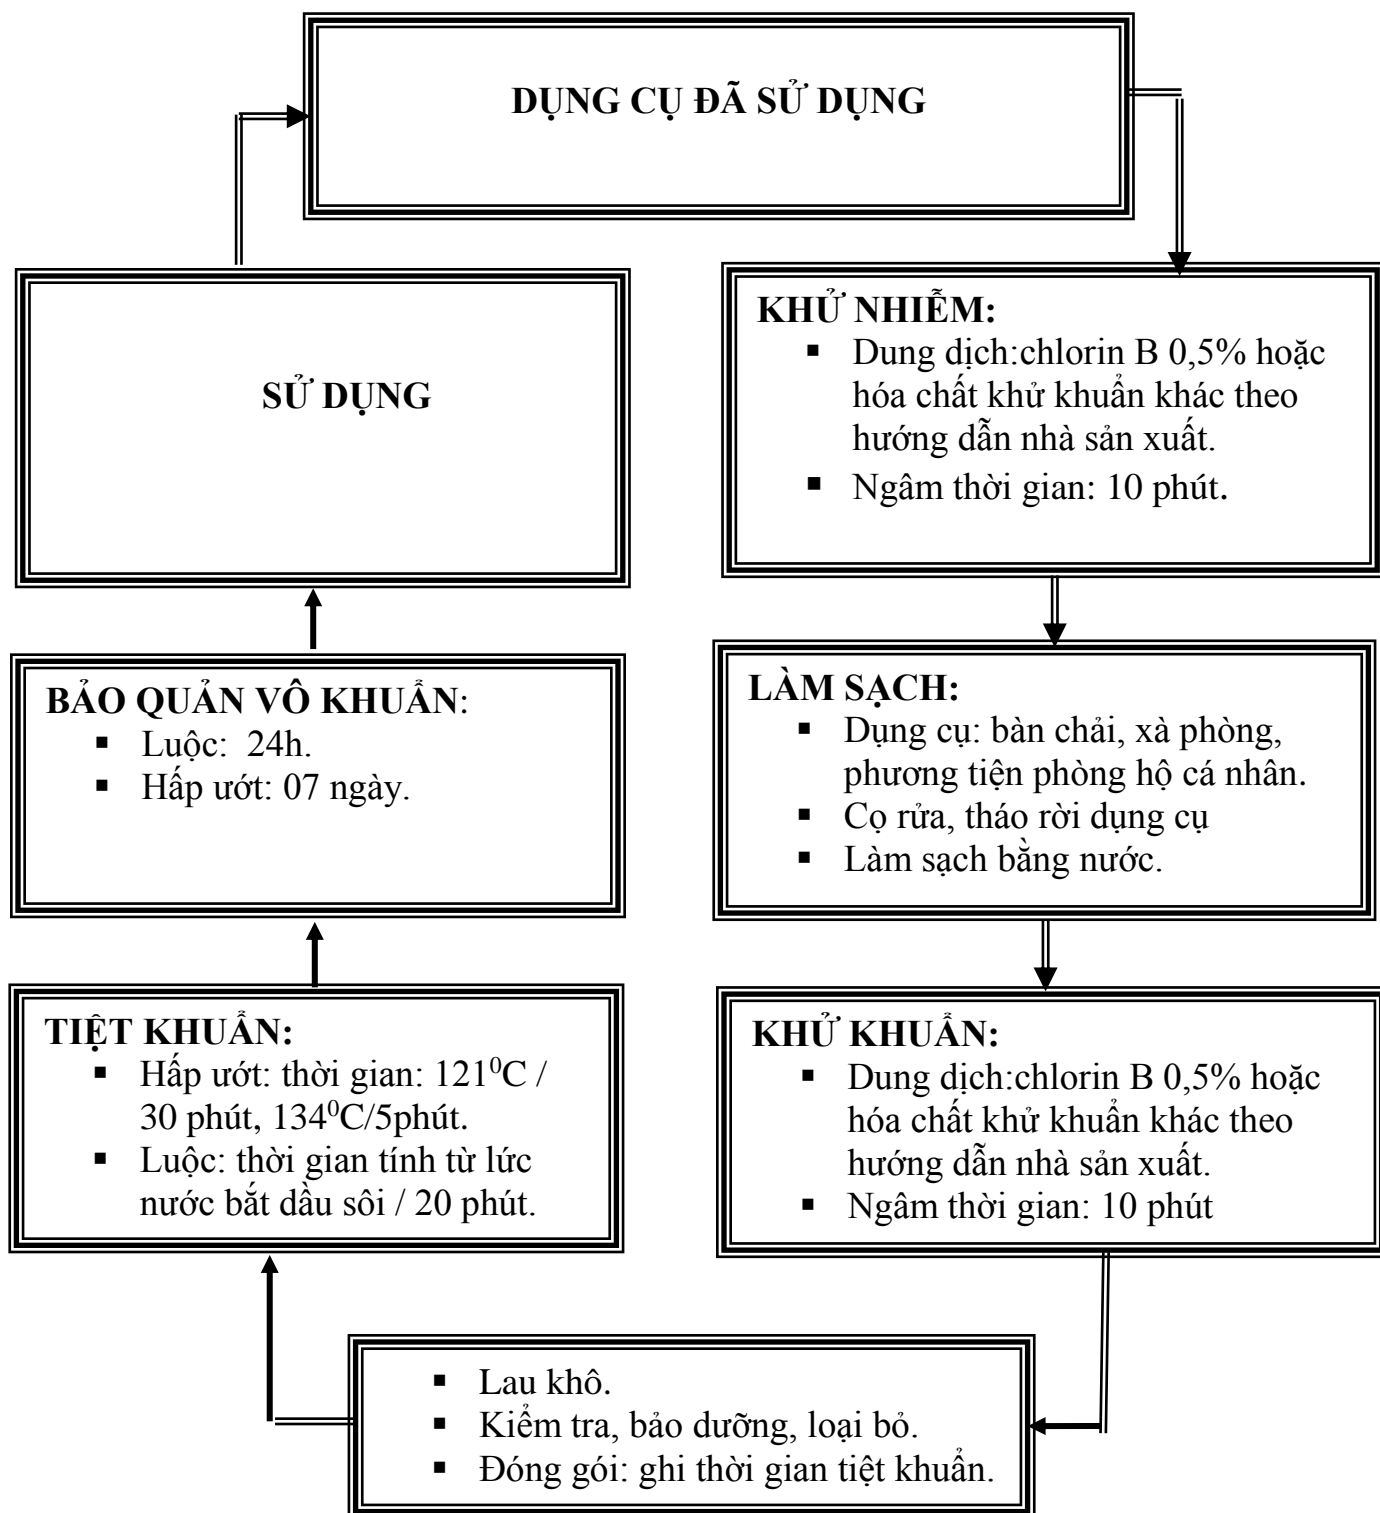 DỤNG CỤ ĐÃ SỬ DỤNG
KHỬ NHIỄM:
▪ Dung dịch:chlorin B 0,5% hoặc
hóa chất khử khuẩn khác theo
hướng dẫn nhà sản xuất.
▪ Ngâm thời gian: 10 phút.
SỬ DỤNG
LÀM SẠCH:
▪ Dụng cụ: bàn chải, xà phòng,
phương tiện phòng hộ cá nhân.
▪ Cọ rửa, tháo rời dụng cụ
▪ Làm sạch bằng nước.
BẢO QUẢN VÔ KHUẨN:
▪ Luộc: 24h.
▪ Hấp ướt: 07 ngày.
KHỬ KHUẨN:
▪ Dung dịch:chlorin B 0,5% hoặc
hóa chất khử khuẩn khác theo
hướng dẫn nhà sản xuất.
▪ Ngâm thời gian: 10 phút
TIỆT KHUẨN:
▪ Hấp ướt: thời gian: 121⁰C /
30 phút, 134⁰C/5phút.
▪ Luộc: thời gian tính từ lức
nước bắt dầu sôi / 20 phút.
▪ Lau khô.
▪ Kiểm tra, bảo dưỡng, loại bỏ.
▪ Đóng gói: ghi thời gian tiệt khuẩn.